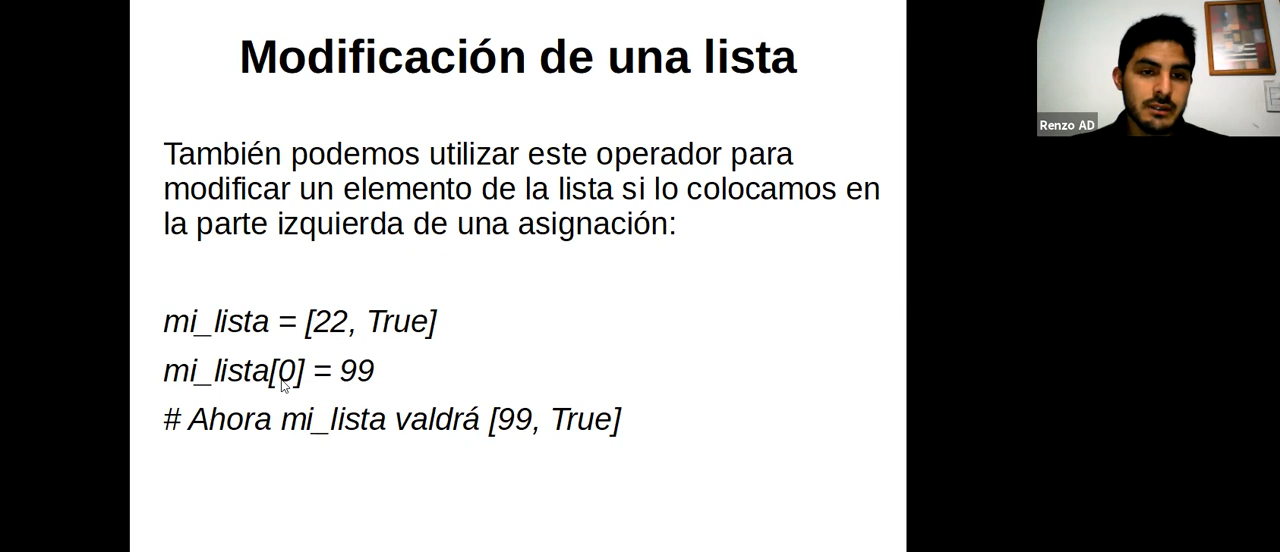 Modificación de una lista
También podemos utilizar este operador para
modificar un elemento de la lista si lo colocamos en
la parte izquierda de una asignación:
mi_lista = [22, True]
mi_lista[0] = 99
# Ahora mi_lista valdrá [99, True]
Renzo AD